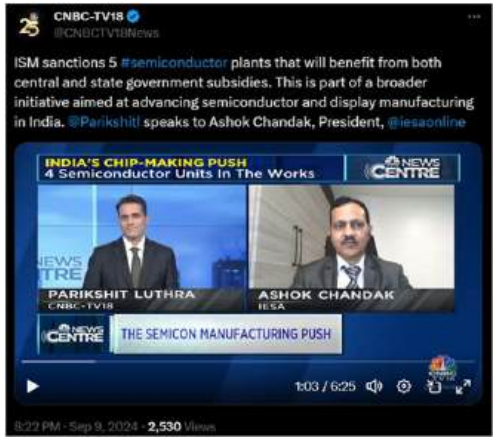 CNBC-TV18
@CNBCTV18News
ISM sanctions 5 #semiconductor plants that will benefit from both
central and state government subsidies. This is part of a broader
initiative aimed at advancing semiconductor and display manufacturing
in India. @Parikshitl speaks to Ashok Chandak, President, @iesaonline
INDIA'S CHIP-MAKING PUSH
4 Semiconductor Units In The Works
NEWS
CENTRE
NEWS
TRE
PARIKSHIT LUTHRA
CNBC-TV18
ASHOK CHANDAK
IESA
NEWS
CENTRE
THE SEMICON MANUFACTURING PUSH
1:03 / 6:25
8:22 PM · Sep 9, 2024 · 2,530 Views